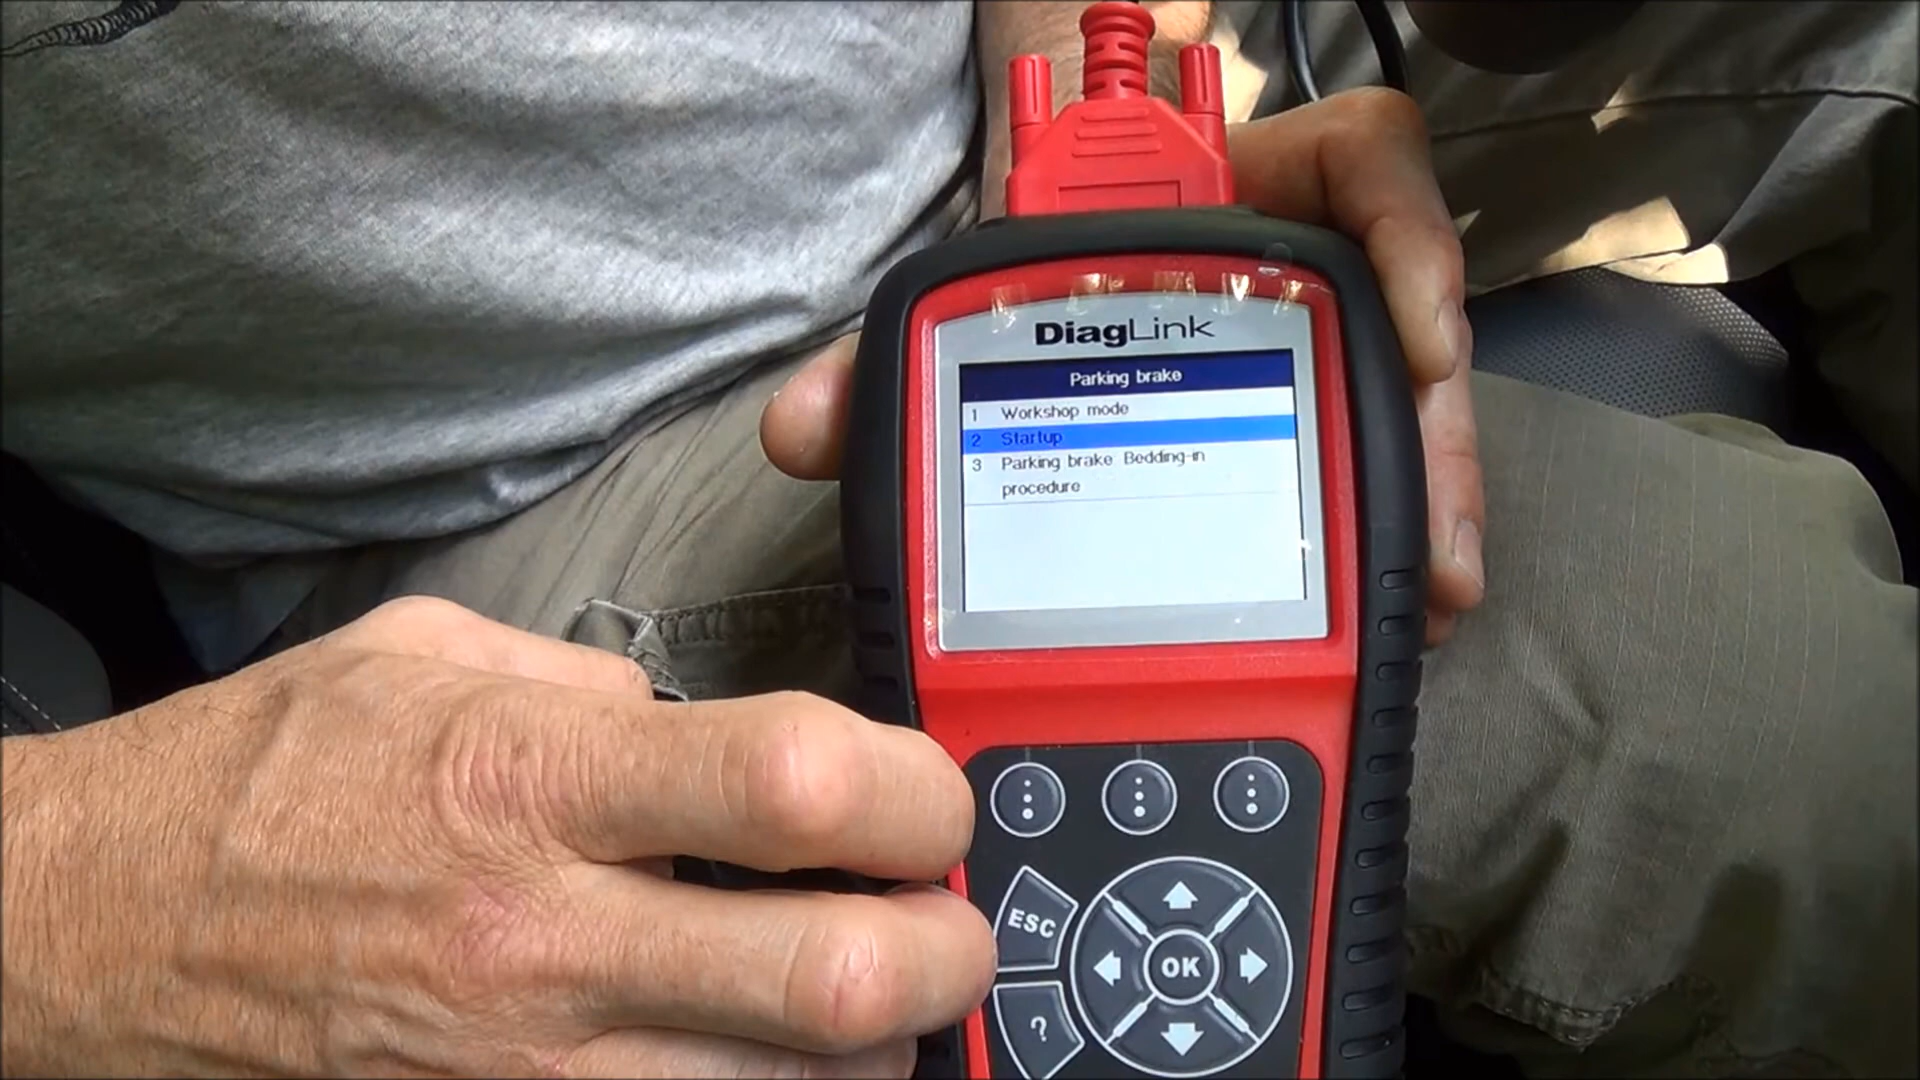 DiagLink
Parking brake
1 Workshop mode
2 Startup
3 Parking brake Bedding-in
procedure
ESC
OK
?